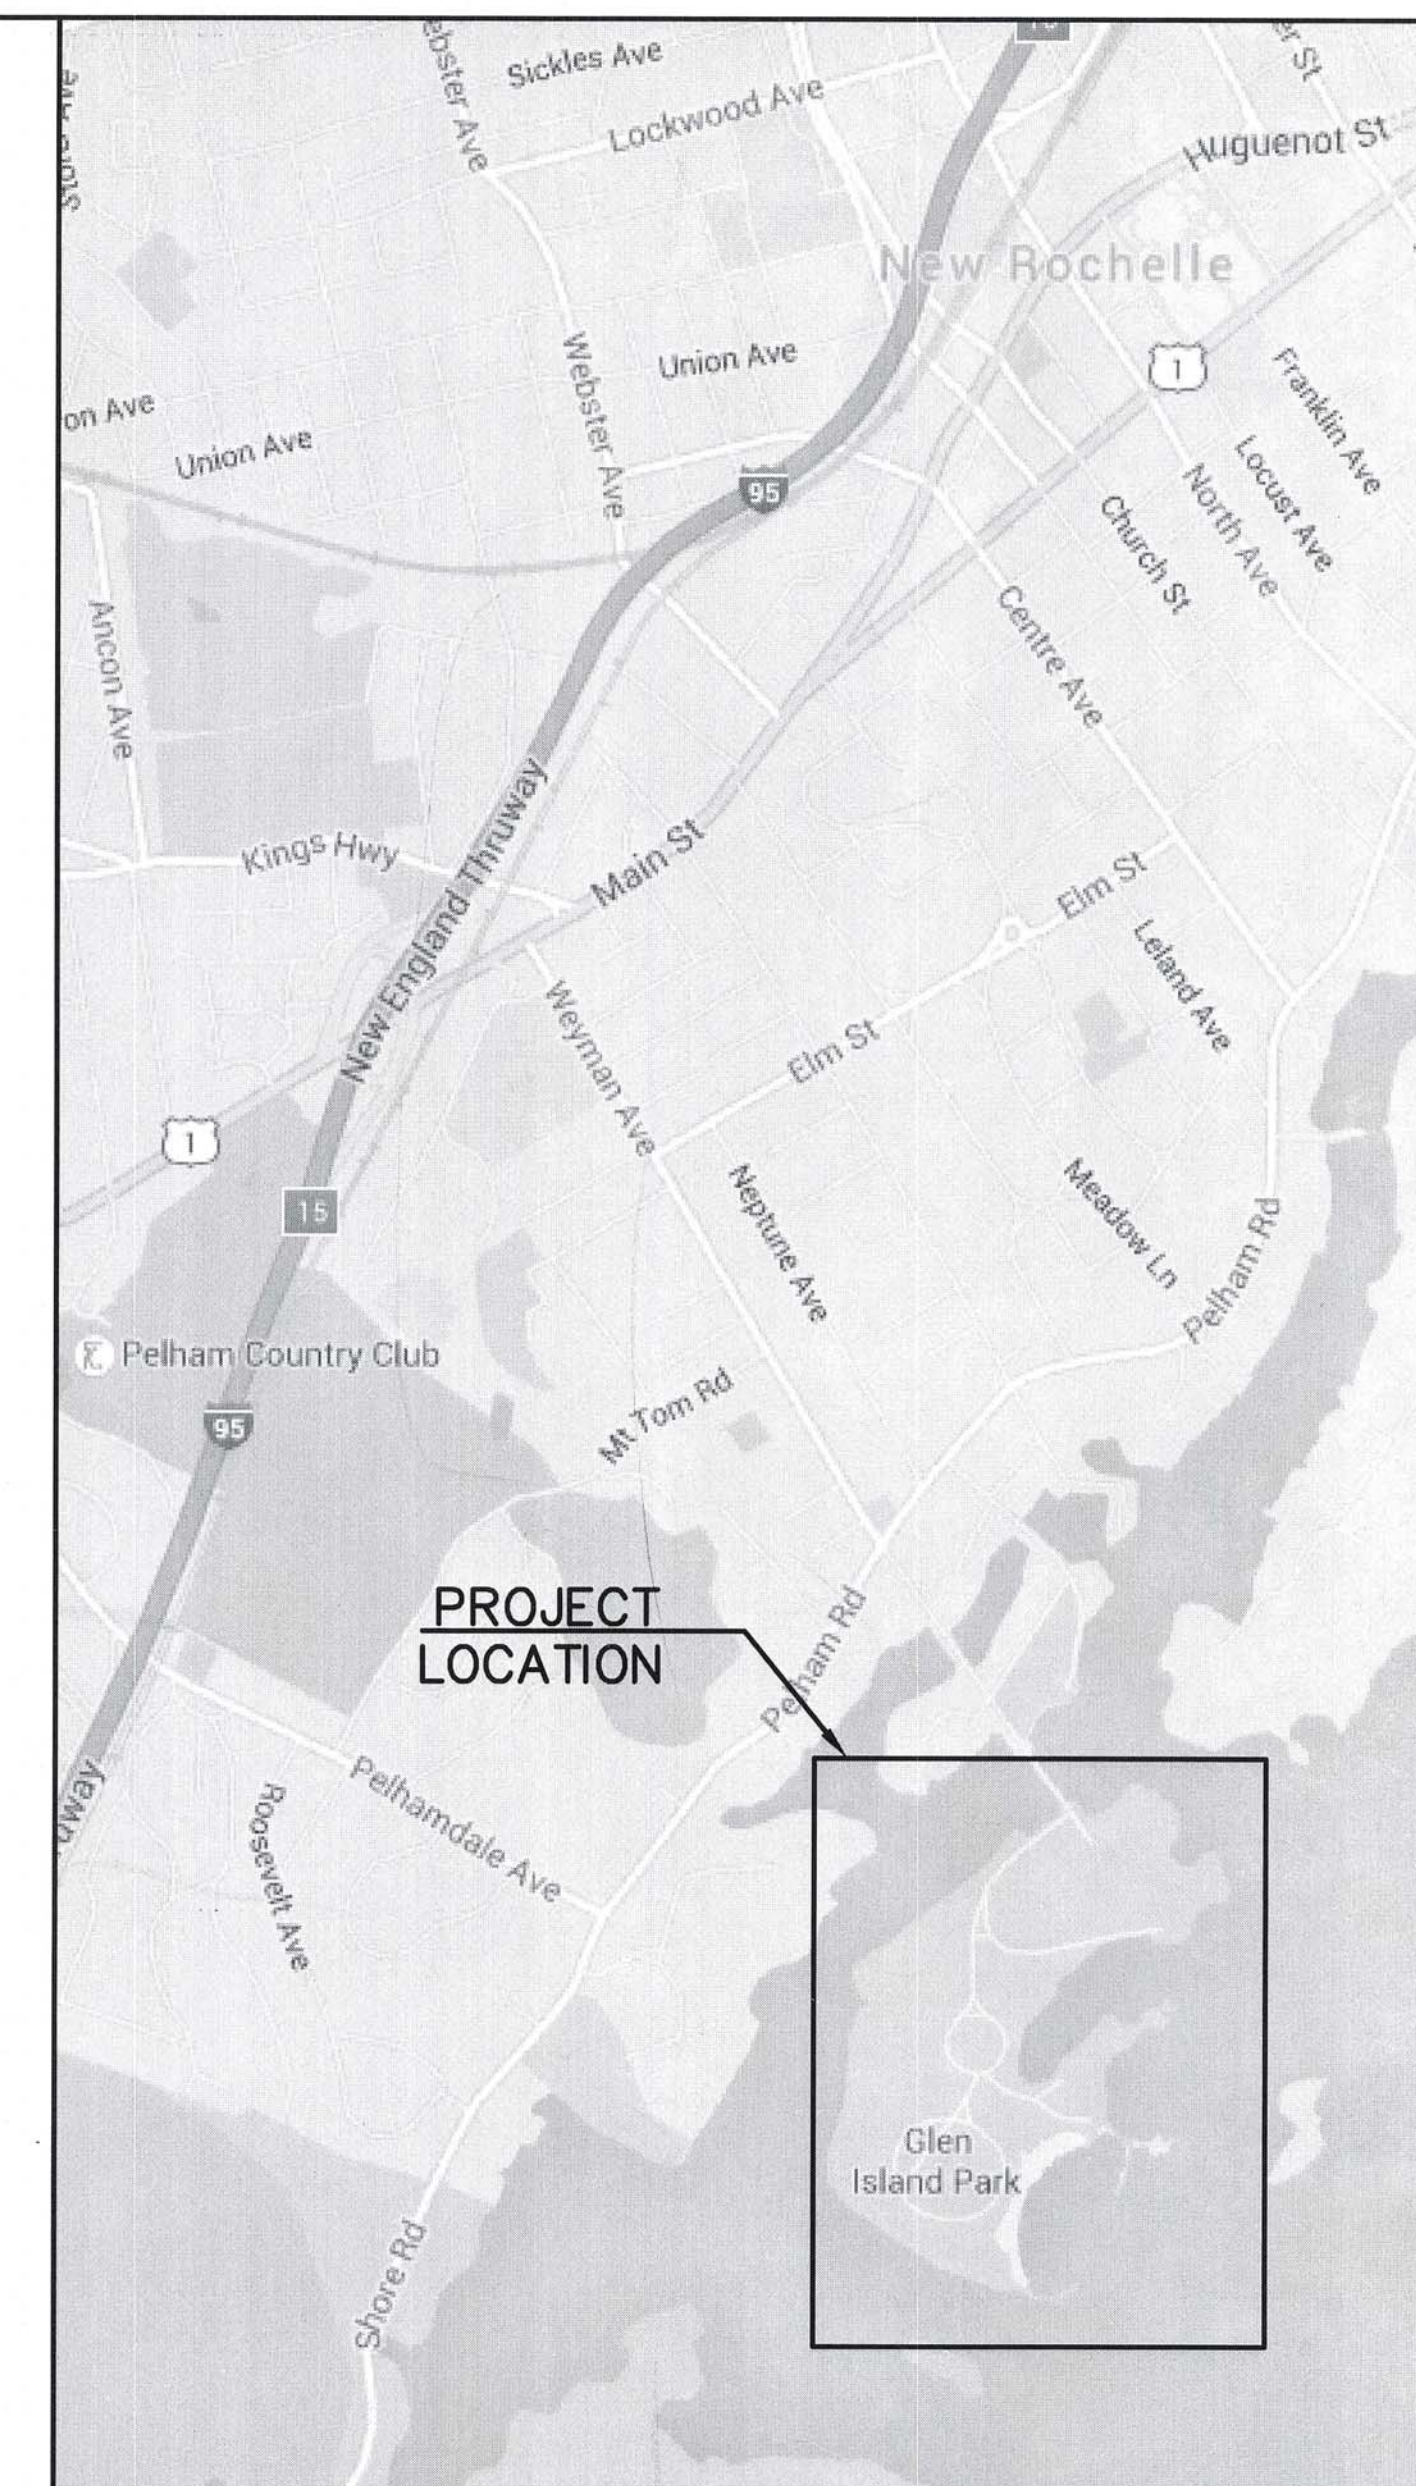 Sickles Ave
Lockwood Ave
Huguenot St
New Rochelle
Webster Ave
Union Ave
1
Franklin Ave
on Ave
Union Ave
95
Locust Ave
North Ave
Church St
Ancon Ave
Centre Ave
Kings Hwy
New England Thruway
Main St
Elm St
Leland Ave
Weyman Ave
Elm St
1
15
Neptune Ave
Meadow Ln
Pelham Rd
Pelham Country Club
95
Mt Tom Rd
PROJECT
LOCATION
Pelham Rd
Pelhamdale Ave
Roosevelt Ave
Glen
Island Park
Shore Rd